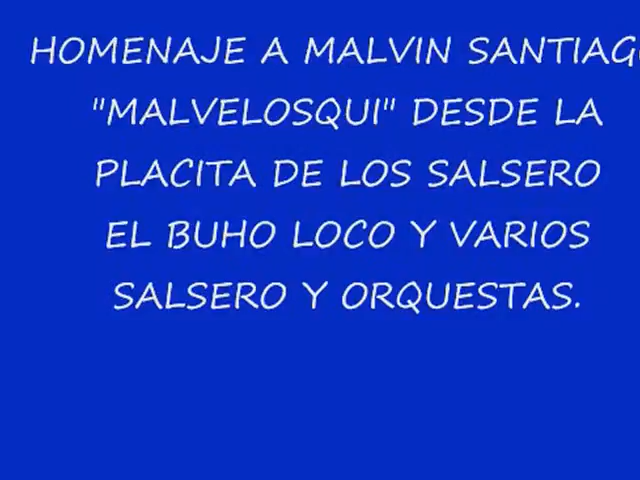 HOMENAJE A MALVIN SANTIAGO
"MALVELOSQUI" DESDE LA
PLACITA DE LOS SALSERO
EL BUHO LOCO Y VARIOS
SALSERO Y ORQUESTAS.